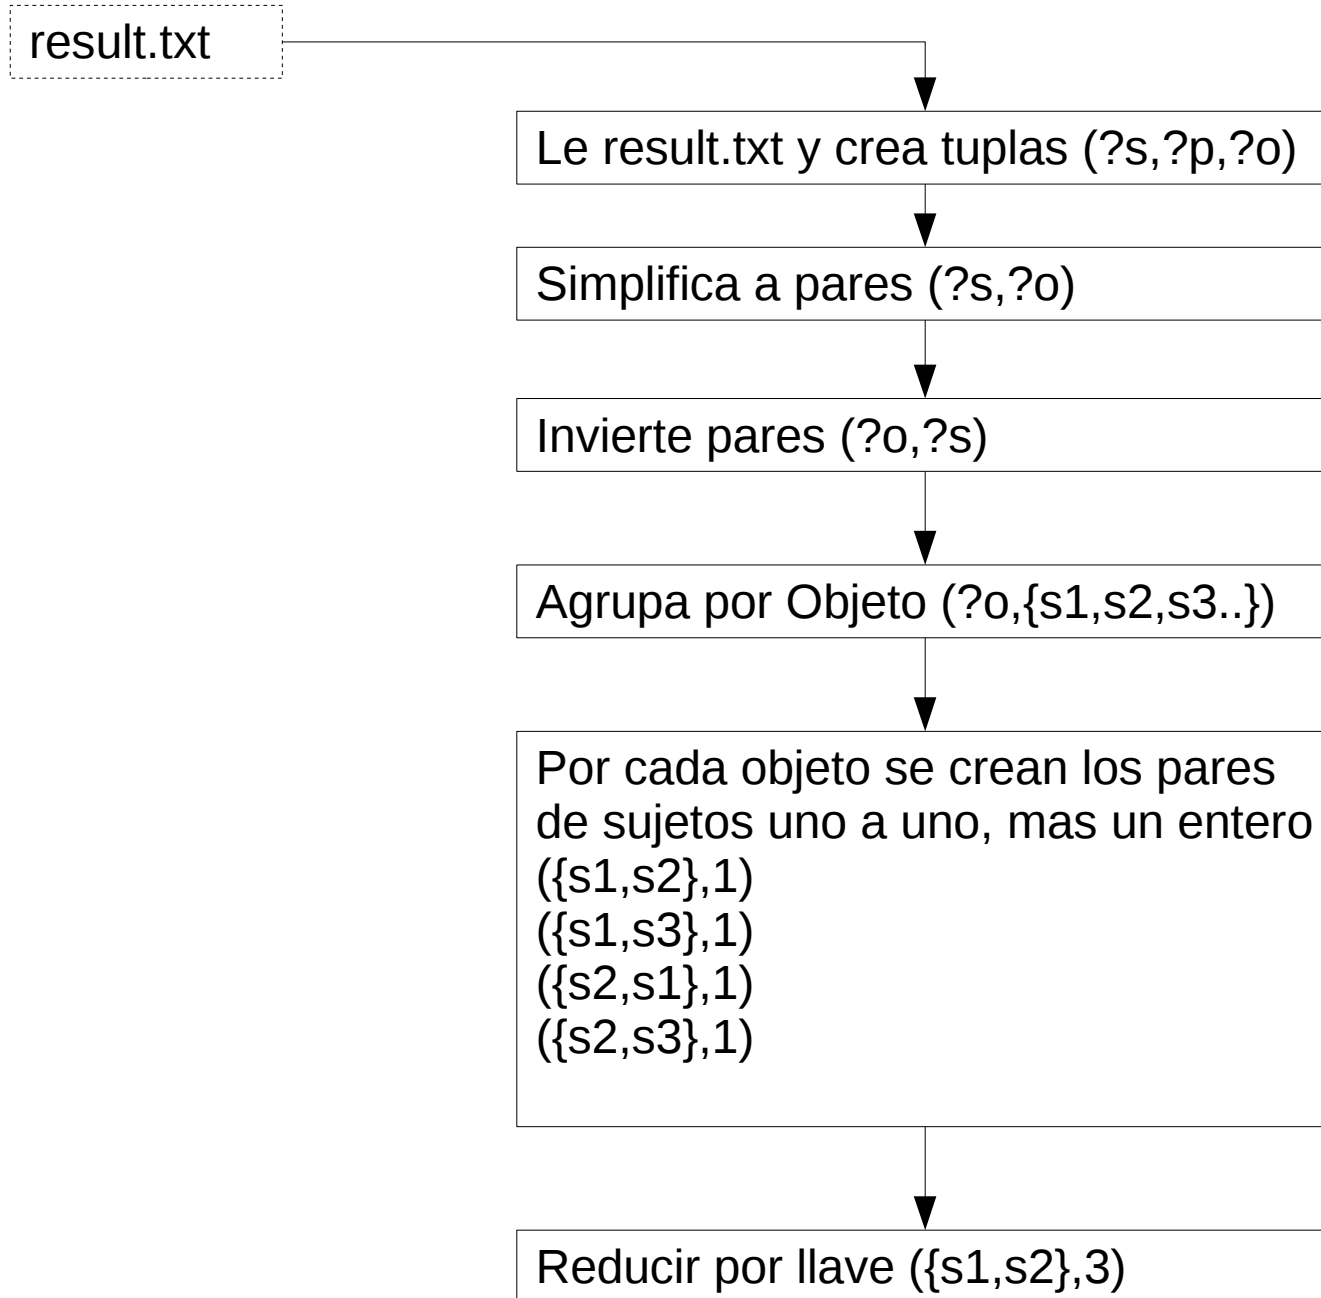 result.txt
Le result.txt y crea tuplas (?s,?p,?o)
Simplifica a pares (?s,?o)
Invierte pares (?o,?s)
Agrupa por Objeto (?o,{s1,s2,s3..})
Por cada objeto se crean los pares
de sujetos uno a uno, mas un entero
({s1,s2},1)
({s1,s3},1)
({s2,s1},1)
({s2,s3},1)
Reducir por llave ({s1,s2},3)